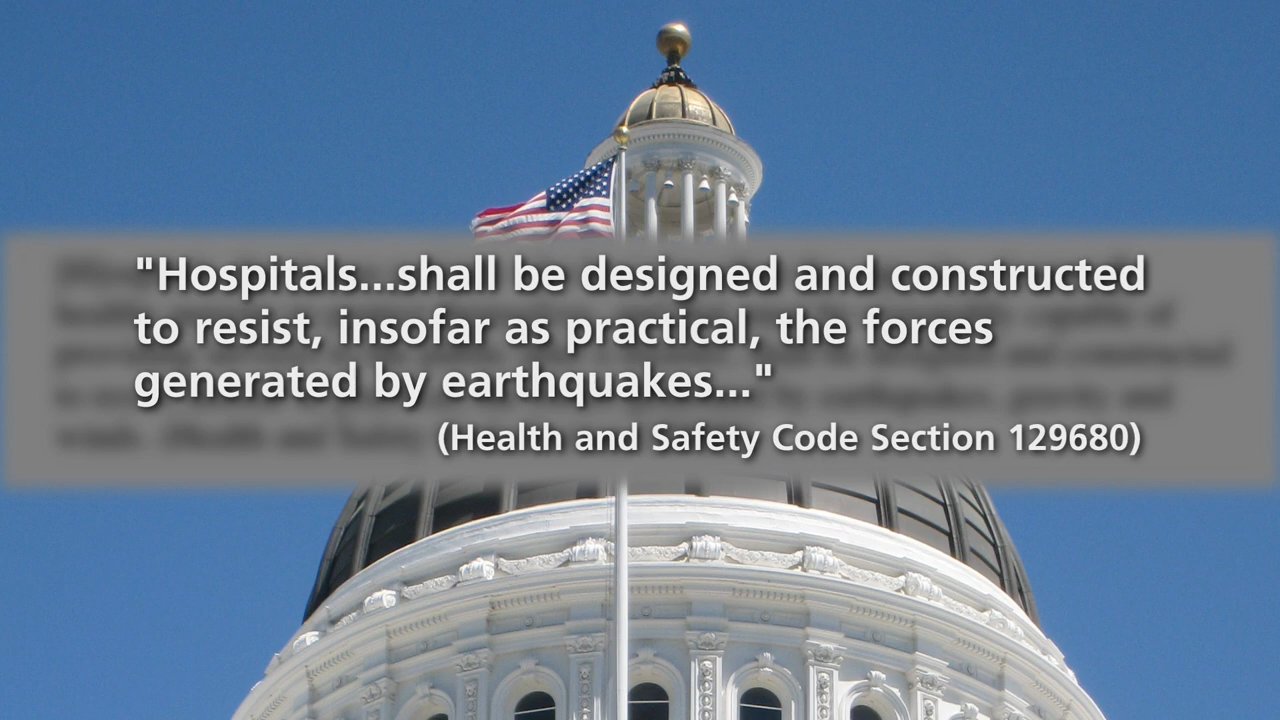 "Hospitals...shall be designed and constructed
to resist, insofar as practical, the forces
generated by earthquakes..."
(Health and Safety Code Section 129680)